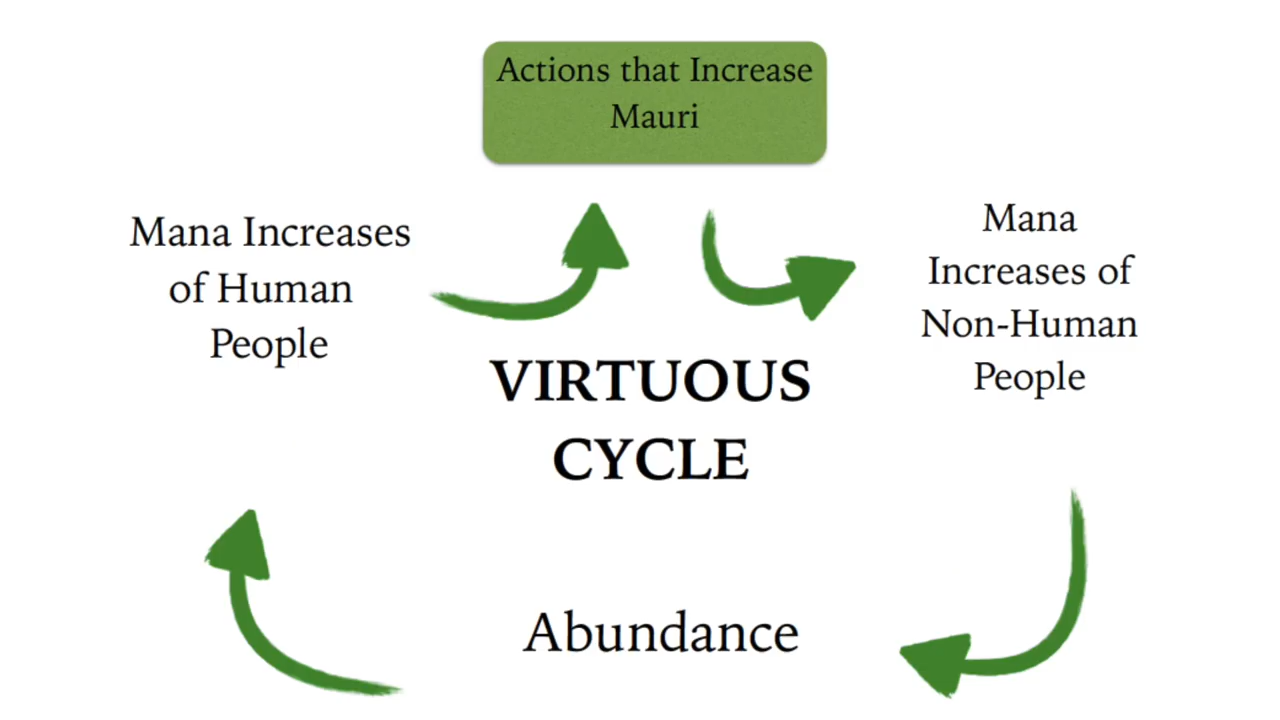 Actions that Increase
Mauri
Mana Increases
of Human
People
Mana
Increases of
Non-Human
People
VIRTUOUS
CYCLE
Abundance